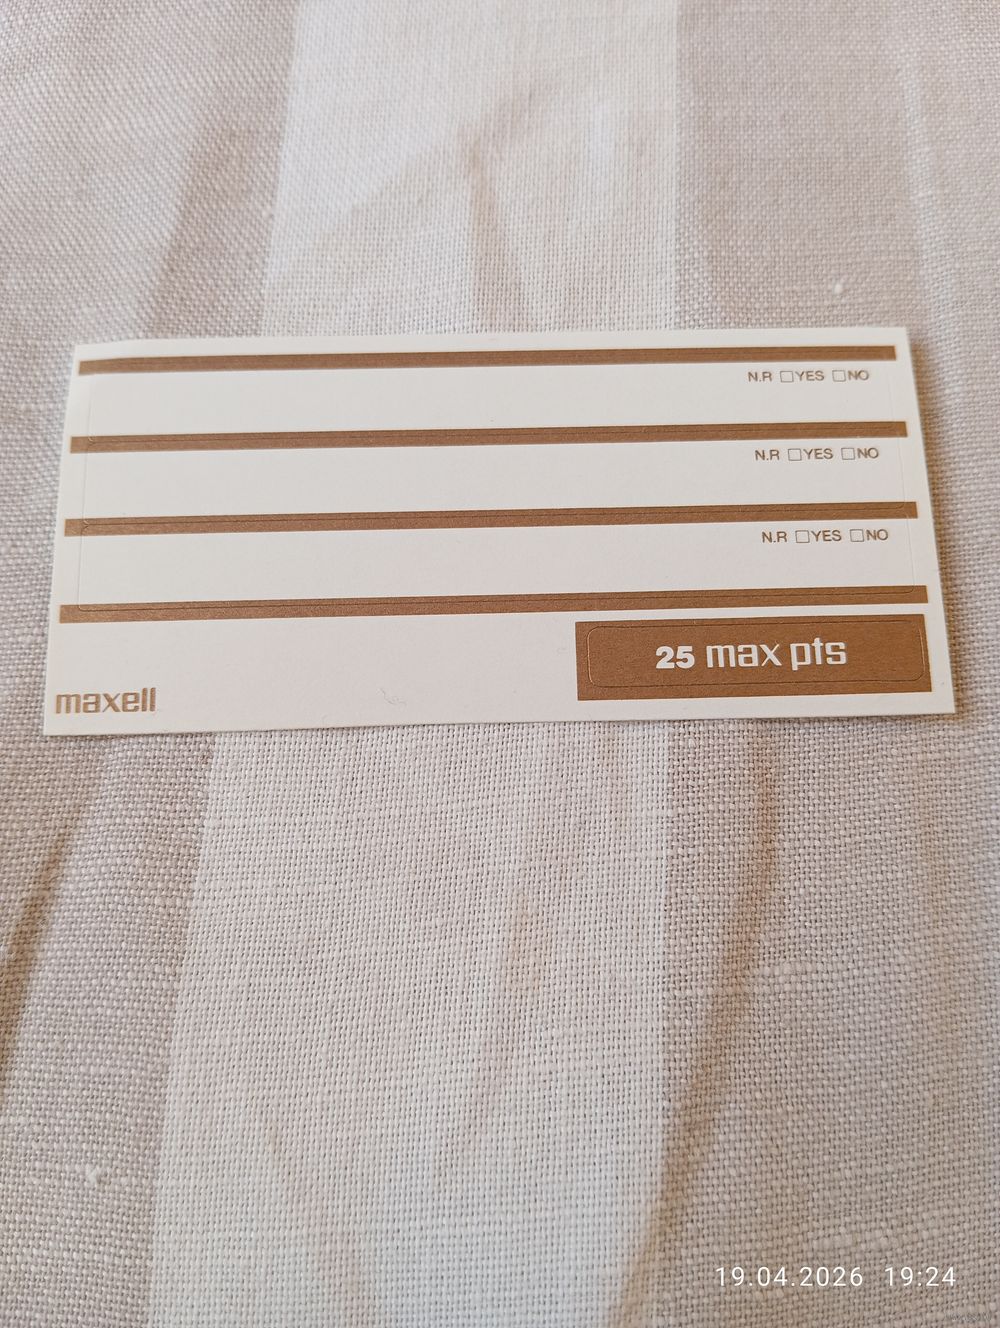 N.R □YES □NO
N.R □YES □NO
N.R □YES □NO
25 max pts
maxell
19.04.2026 19:24